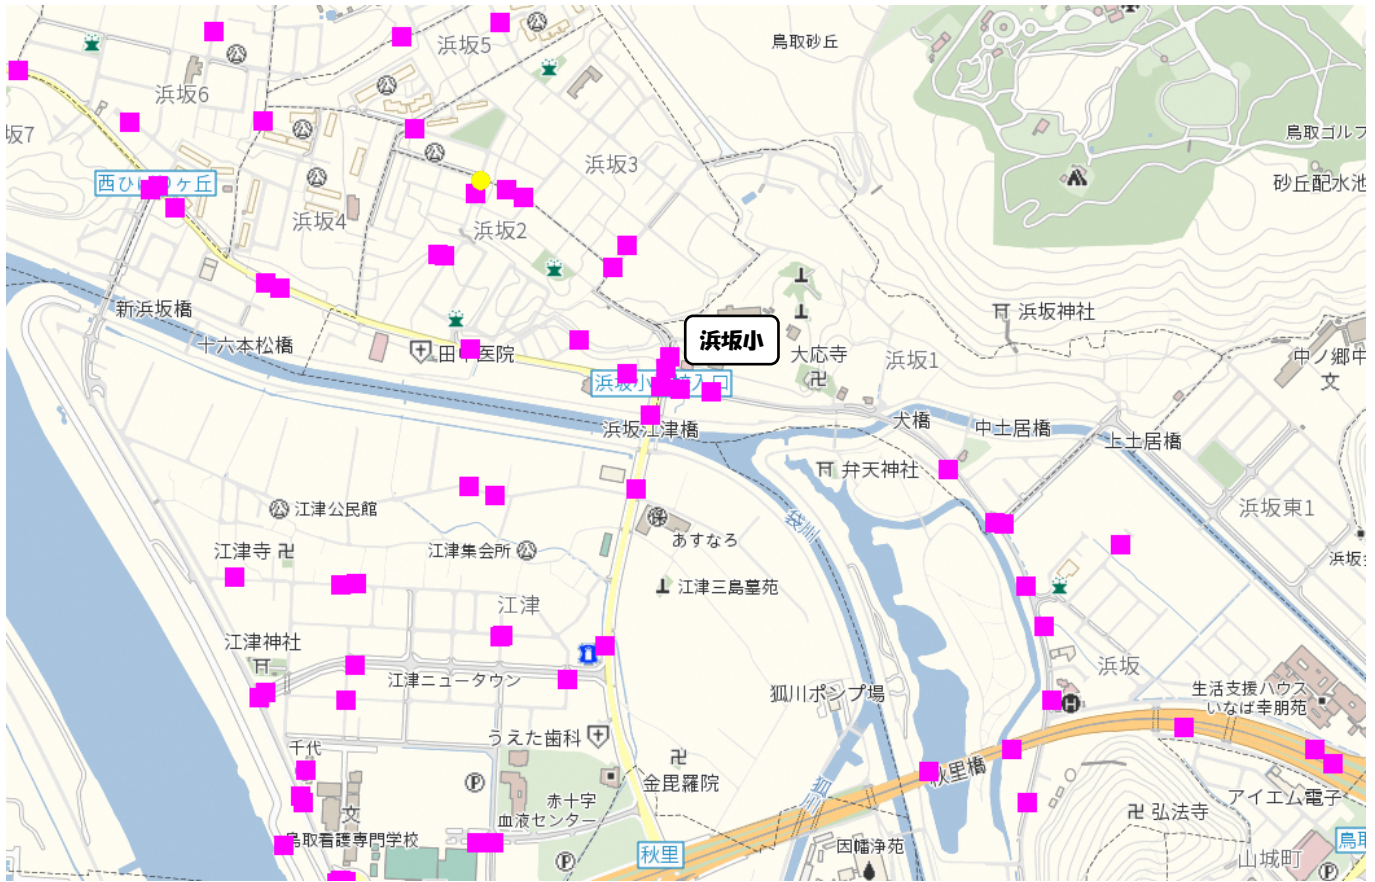 浜坂5
鳥取砂丘
浜坂6
坂7
鳥取ゴルフ
浜坂3
砂丘配水池
浜坂4
浜坂2
新浜坂橋
浜坂神社
十六本松橋
浜坂小
田中医院
大応寺
浜坂1
中ノ郷中
文
犬橋
中土居橋
浜坂江津橋
上土居橋
弁天神社
江津公民館
浜坂東1
袋川
あすなろ
江津寺
江津集会所
江津三島墓苑
江津
江津神社
浜坂
江津ニュータウン
狐川ポンプ場
生活支援ハウス
いなば幸朋苑
うえた歯科
千代
金毘羅院
秋里橋
アイエム電子
赤十字
血液センター
弘法寺
文
鳥取看護専門学校
秋里
因幡浄苑
山城町